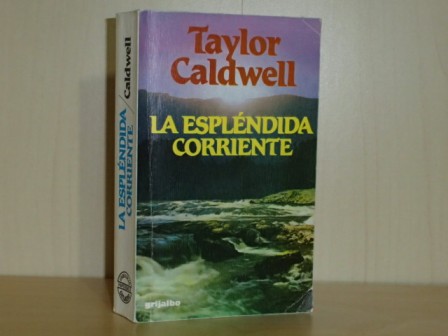 Taylor
Caldwell
LA ESPLÉNDIDA
CORRIENTE
grijalbo
LA ESPLÉNDIDA
CORRIENTE
Caldwell